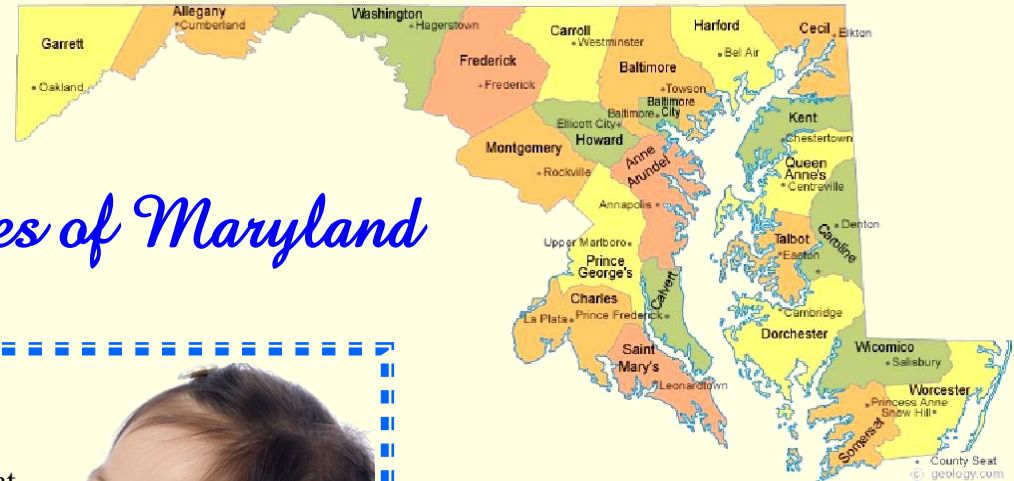 Allegany
Cumberland
Washington
Hagerstown
Garrett
Oakland
Frederick
Frederick
Carroll
Westminster
Harford
Bel Air
Cecil
Elkton
Baltimore
Towson
Baltimore
City
Baltimore
Ellicott City
Howard
Kent
Chestertown
Montgomery
Rockville
Anne
Arundel
Annapolis
Queen
Anne's
Centreville
Denton
Caroline
Talbot
Easton
es of Maryland
Upper Marlboro
Prince
George's
Calvert
Charles
La Plata
Prince Frederick
Cambridge
Dorchester
Saint
Mary's
Leonardtown
Wicomico
Salisbury
Worcester
Princess Anne
Snow Hill
Somerset
County Seat
© geology.com